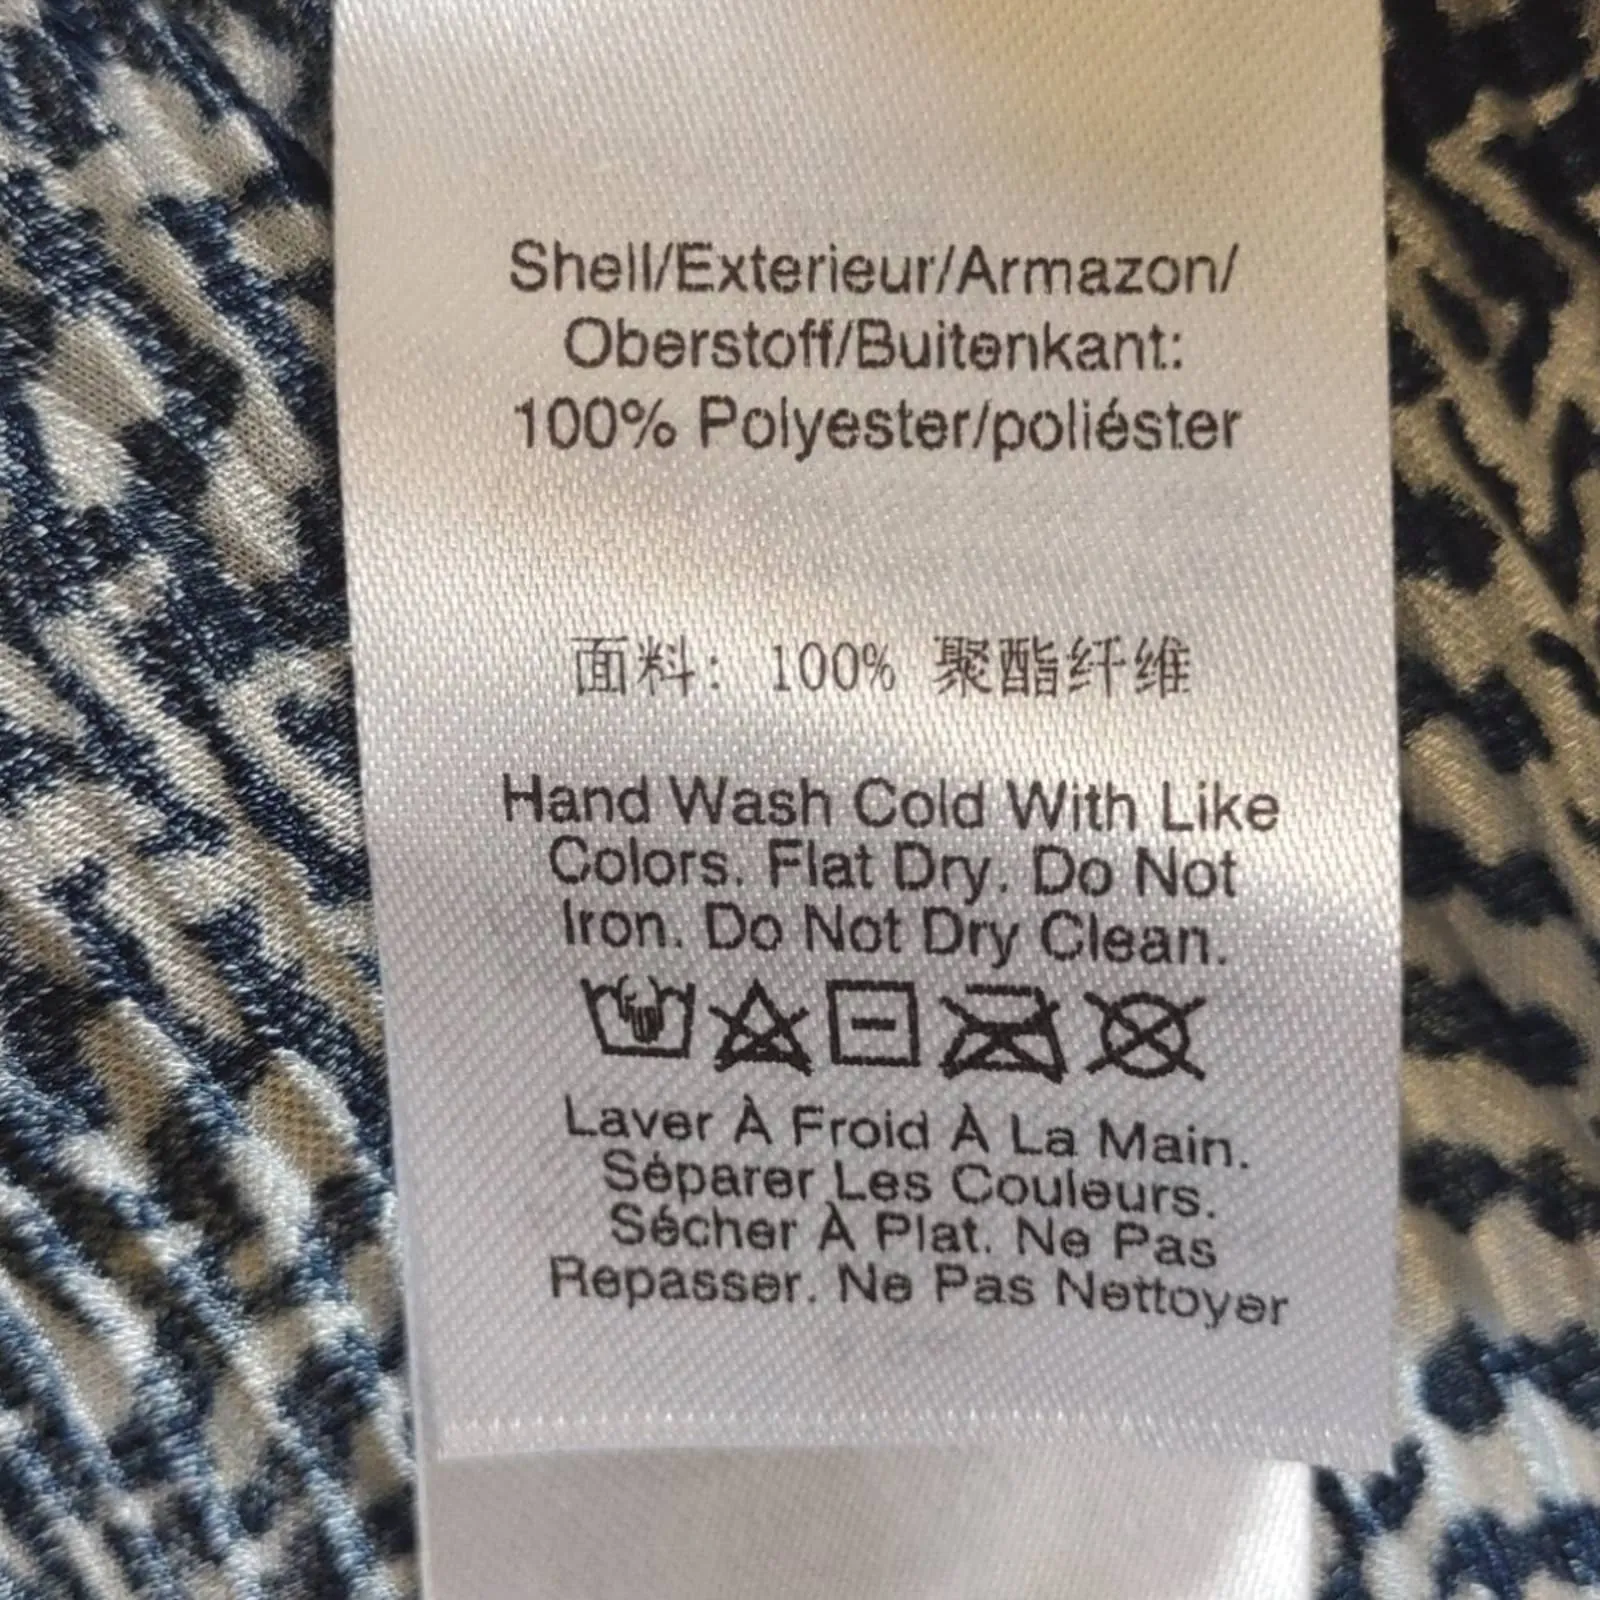 Shell/Exterieur/Armazon/
Oberstoff/Buitenkant:
100% Polyester/poliéster
面料: 100% 聚酯纤维
Hand Wash Cold With Like
Colors. Flat Dry. Do Not
Iron. Do Not Dry Clean.
Laver À Froid À La Main.
Séparer Les Couleurs.
Sécher À Plat. Ne Pas
Repasser. Ne Pas Nettoyer